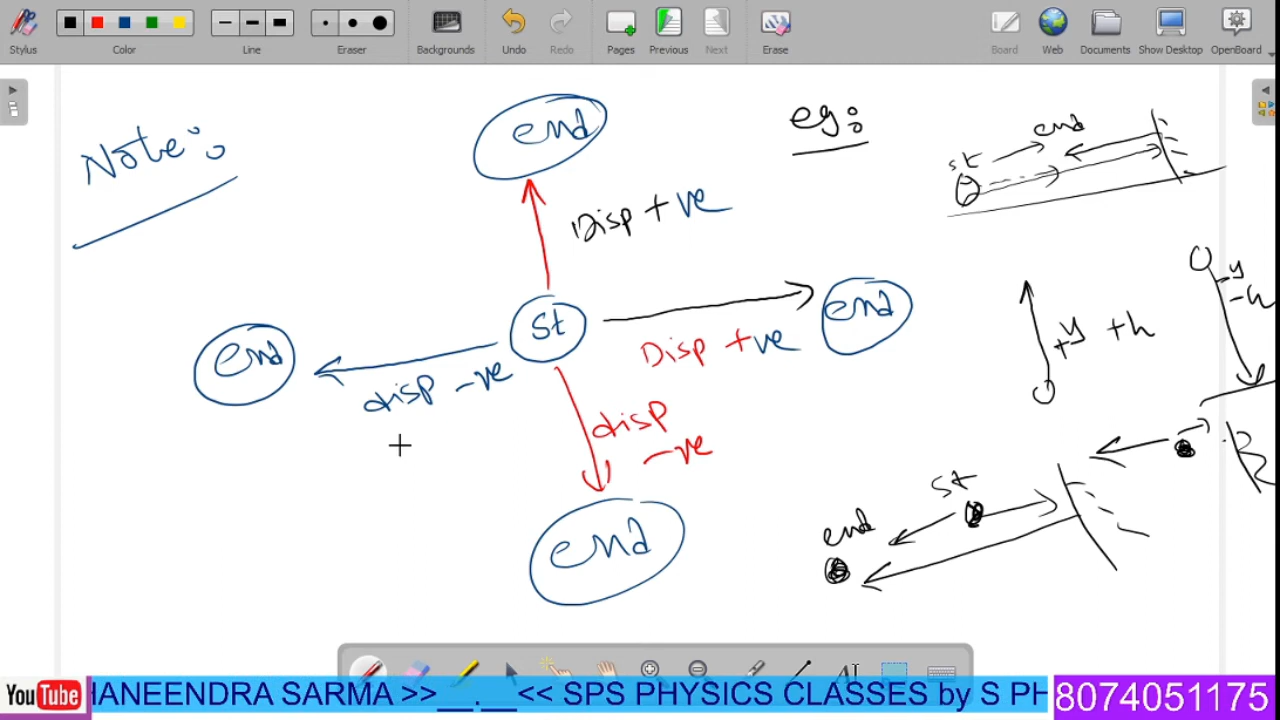 Stylus
Color
Line
Eraser
Backgrounds
Undo
Redo
Pages
Previous
Next
Erase
Board
Web
Documents
Show Desktop
OpenBoard
Note:
end
Disp +ve
eg:
st
end
end
disp -ve
St
Disp +ve
end
disp
-ve
end
+y +h
-y
-h
st
end
YouTube
HANEENDRA SARMA >>__.__<< SPS PHYSICS CLASSES by S PH
8074051175